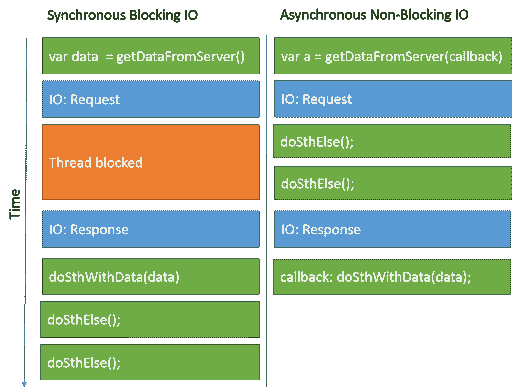 Synchronous Blocking IO
var data = getDataFromServer()
IO: Request
Thread blocked
IO: Response
doSthWithData(data)
doSthElse();
doSthElse();
Time
Asynchronous Non-Blocking IO
var a = getDataFromServer(callback)
IO: Request
doSthElse();
doSthElse();
IO: Response
callback: doSthWithData(data);